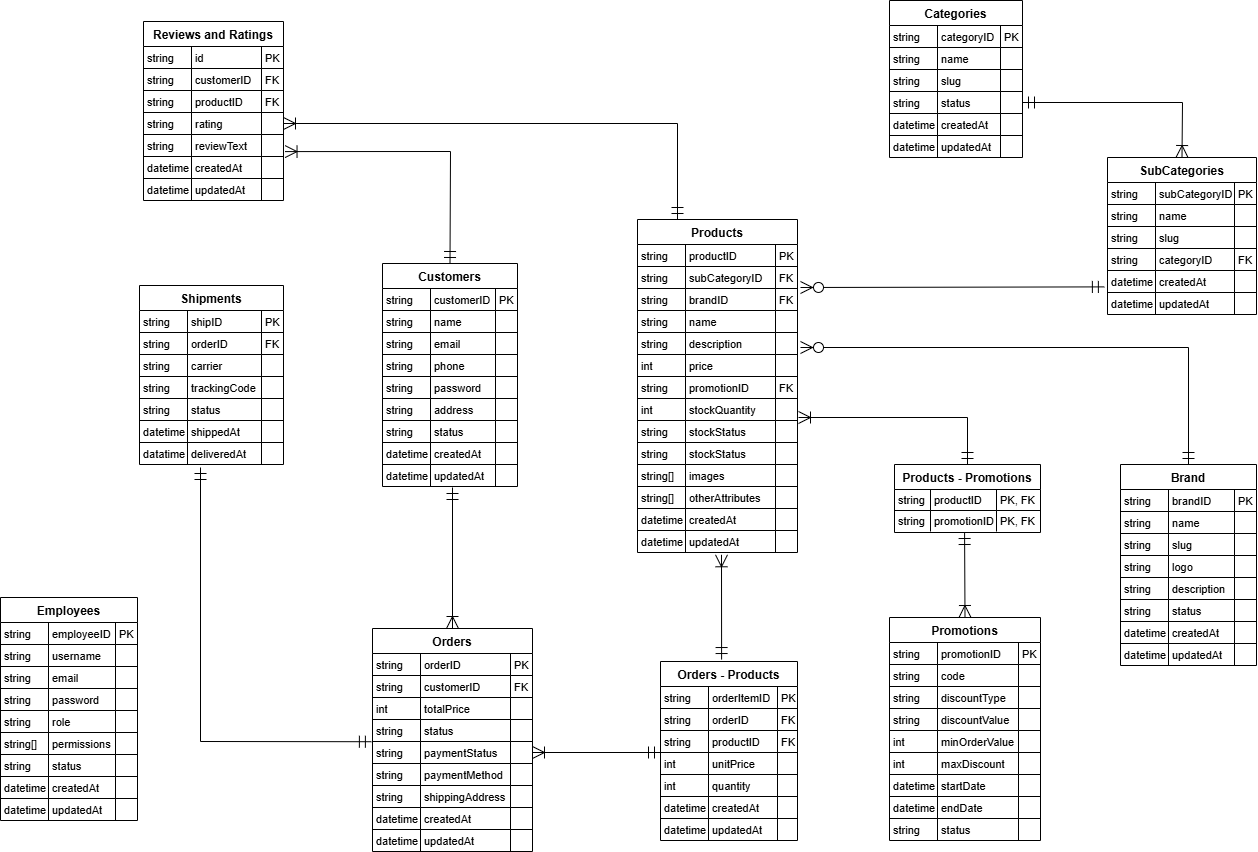 Reviews and Ratings
string id PK
string customerID FK
string productID FK
string rating
string reviewText
datetime createdAt
datetime updatedAt
Categories
string categoryID PK
string name
string slug
string status
datetime createdAt
datetime updatedAt
SubCategories
string subCategoryID PK
string name
string slug
string categoryID FK
datetime createdAt
datetime updatedAt
Products
string productID PK
string subCategoryID FK
string brandID FK
string name
string description
int price
string promotionID FK
int stockQuantity
string stockStatus
string stockStatus
string[] images
string[] otherAttributes
datetime createdAt
datetime updatedAt
Customers
string customerID PK
string name
string email
string phone
string password
string address
string status
datetime createdAt
datetime updatedAt
Shipments
string shipID PK
string orderID FK
string carrier
string trackingCode
string status
datetime shippedAt
datatime deliveredAt
Products - Promotions
string productID PK, FK
string promotionID PK, FK
Brand
string brandID PK
string name
string slug
string logo
string description
string status
datetime createdAt
datetime updatedAt
Employees
string employeeID PK
string username
string email
string password
string role
string[] permissions
string status
datetime createdAt
datetime updatedAt
Orders
string orderID PK
string customerID FK
int totalPrice
string status
string paymentStatus
string paymentMethod
string shippingAddress
datetime createdAt
datetime updatedAt
Orders - Products
string orderItemID PK
string orderID FK
string productID FK
int unitPrice
int quantity
datetime createdAt
datetime updatedAt
Promotions
string promotionID PK
string code
string discountType
string discountValue
int minOrderValue
int maxDiscount
datetime startDate
datetime endDate
string status